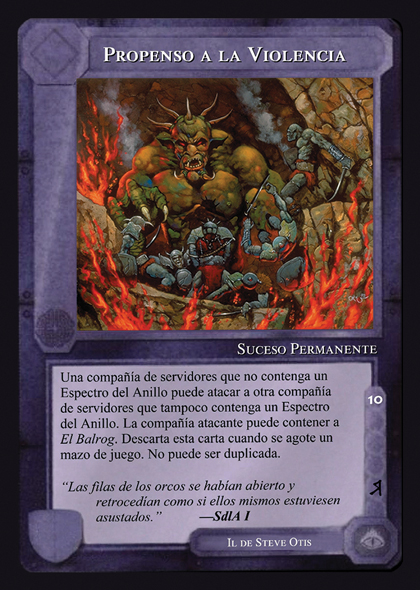 Propenso a la Violencia
Suceso Permanente
Una compañía de servidores que no contenga un
Espectro del Anillo puede atacar a otra compañía
de servidores que tampoco contenga un Espectro
del Anillo. La compañía atacante puede contener a
El Balrog. Descarta esta carta cuando se agote un
mazo de juego. No puede ser duplicada.
10
“Las filas de los orcos se habían abierto y
retrocedían como si ellos mismos estuviesen
asustados.” —SdlA I
Il de Steve Otis